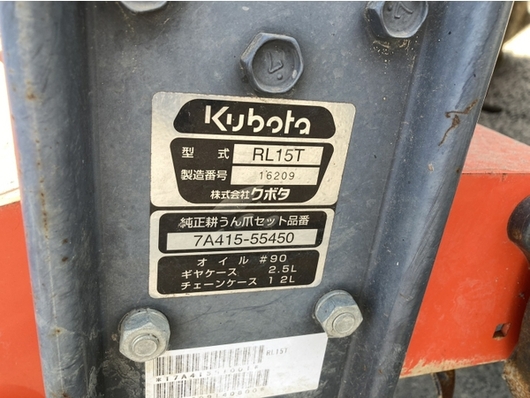 Kubota
型式 RL15T
製造番号 16209
株式会社クボタ
純正耕うん爪セット品番
7A415-55450
オイル #90
ギヤケース 2.5L
チェーンケース 1.2L
RL15T